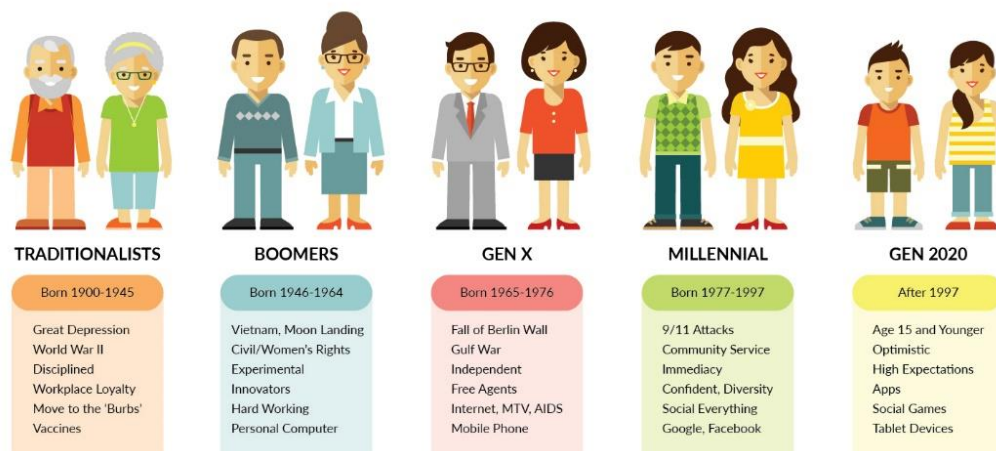 TRADITIONALISTS
Born 1900-1945
Great Depression
World War II
Disciplined
Workplace Loyalty
Move to the 'Burbs'
Vaccines
BOOMERS
Born 1946-1964
Vietnam, Moon Landing
Civil/Women's Rights
Experimental
Innovators
Hard Working
Personal Computer
GEN X
Born 1965-1976
Fall of Berlin Wall
Gulf War
Independent
Free Agents
Internet, MTV, AIDS
Mobile Phone
MILLENNIAL
Born 1977-1997
9/11 Attacks
Community Service
Immediacy
Confident, Diversity
Social Everything
Google, Facebook
GEN 2020
After 1997
Age 15 and Younger
Optimistic
High Expectations
Apps
Social Games
Tablet Devices